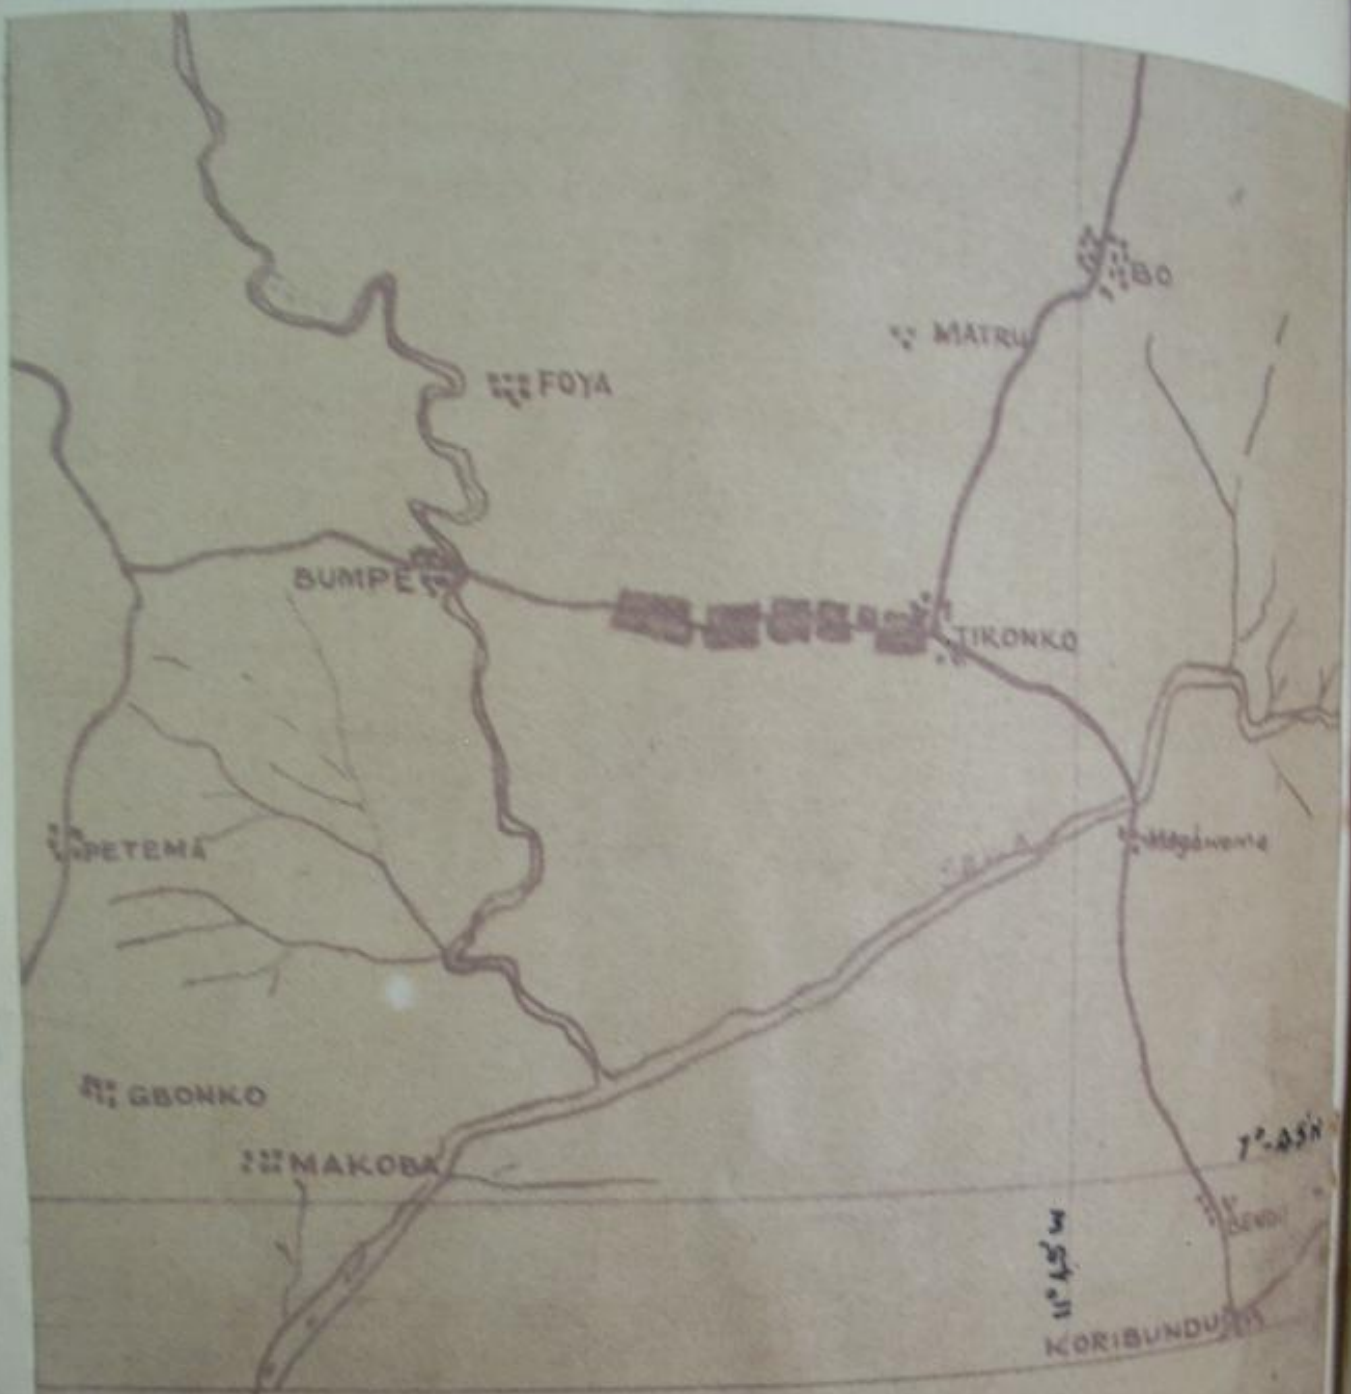 BO
MATRU
FOYA
BUMPE
TIKONKO
PETEMA
GBONKO
MAKOBA
7°-45'N
11°45'W
KORIBUNDU